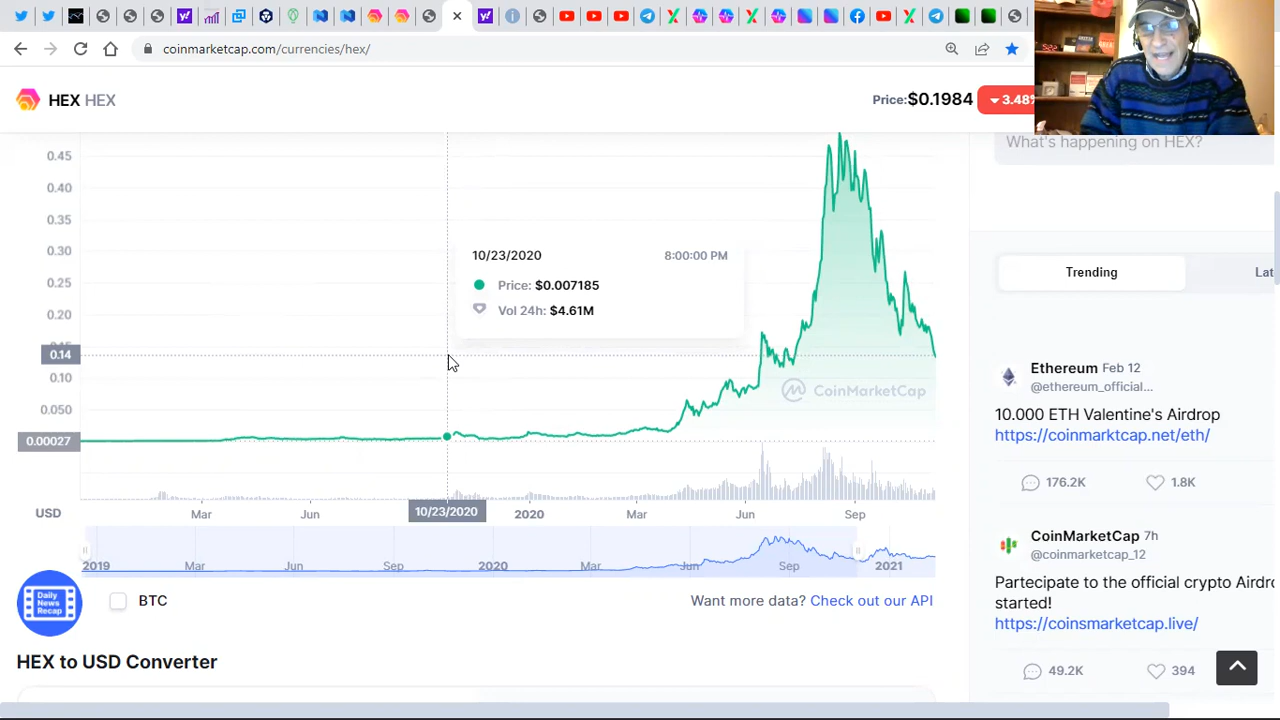 coinmarketcap.com/currencies/hex/
HEX HEX
Price:$0.1984
3.48%
What's happening on HEX?
0.45
0.40
0.35
0.30
0.25
0.20
0.14
0.10
0.050
0.00027
10/23/2020 8:00:00 PM
Price: $0.007185
Vol 24h: $4.61M
CoinMarketCap
USD
Mar Jun 10/23/2020 2020 Mar Jun Sep
2019 Mar Jun Sep 2020 Mar Jun Sep 2021
Daily
News
Recap
BTC
Want more data? Check out our API
HEX to USD Converter
Trending
Lat
Ethereum Feb 12
@ethereum_official...
10.000 ETH Valentine's Airdrop
https://coinmarktcap.net/eth/
176.2K 1.8K
CoinMarketCap 7h
@coinmarketcap_12
Partecipate to the official crypto Airdro
started!
https://coinsmarketcap.live/
49.2K 394